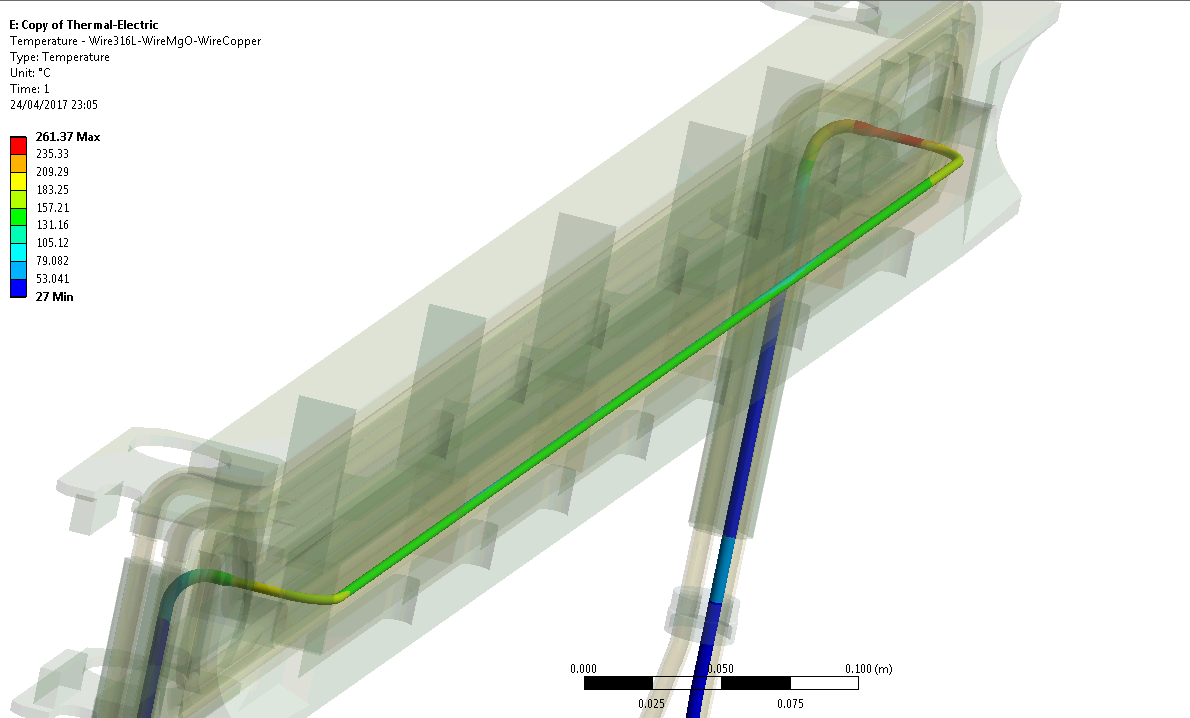 E: Copy of Thermal-Electric
Temperature - Wire316L-WireMgO-WireCopper
Type: Temperature
Unit: °C
Time: 1
24/04/2017 23:05
261.37 Max
235.33
209.29
183.25
157.21
131.16
105.12
79.082
53.041
27 Min
0.000 0.050 0.100 (m)
0.025 0.075